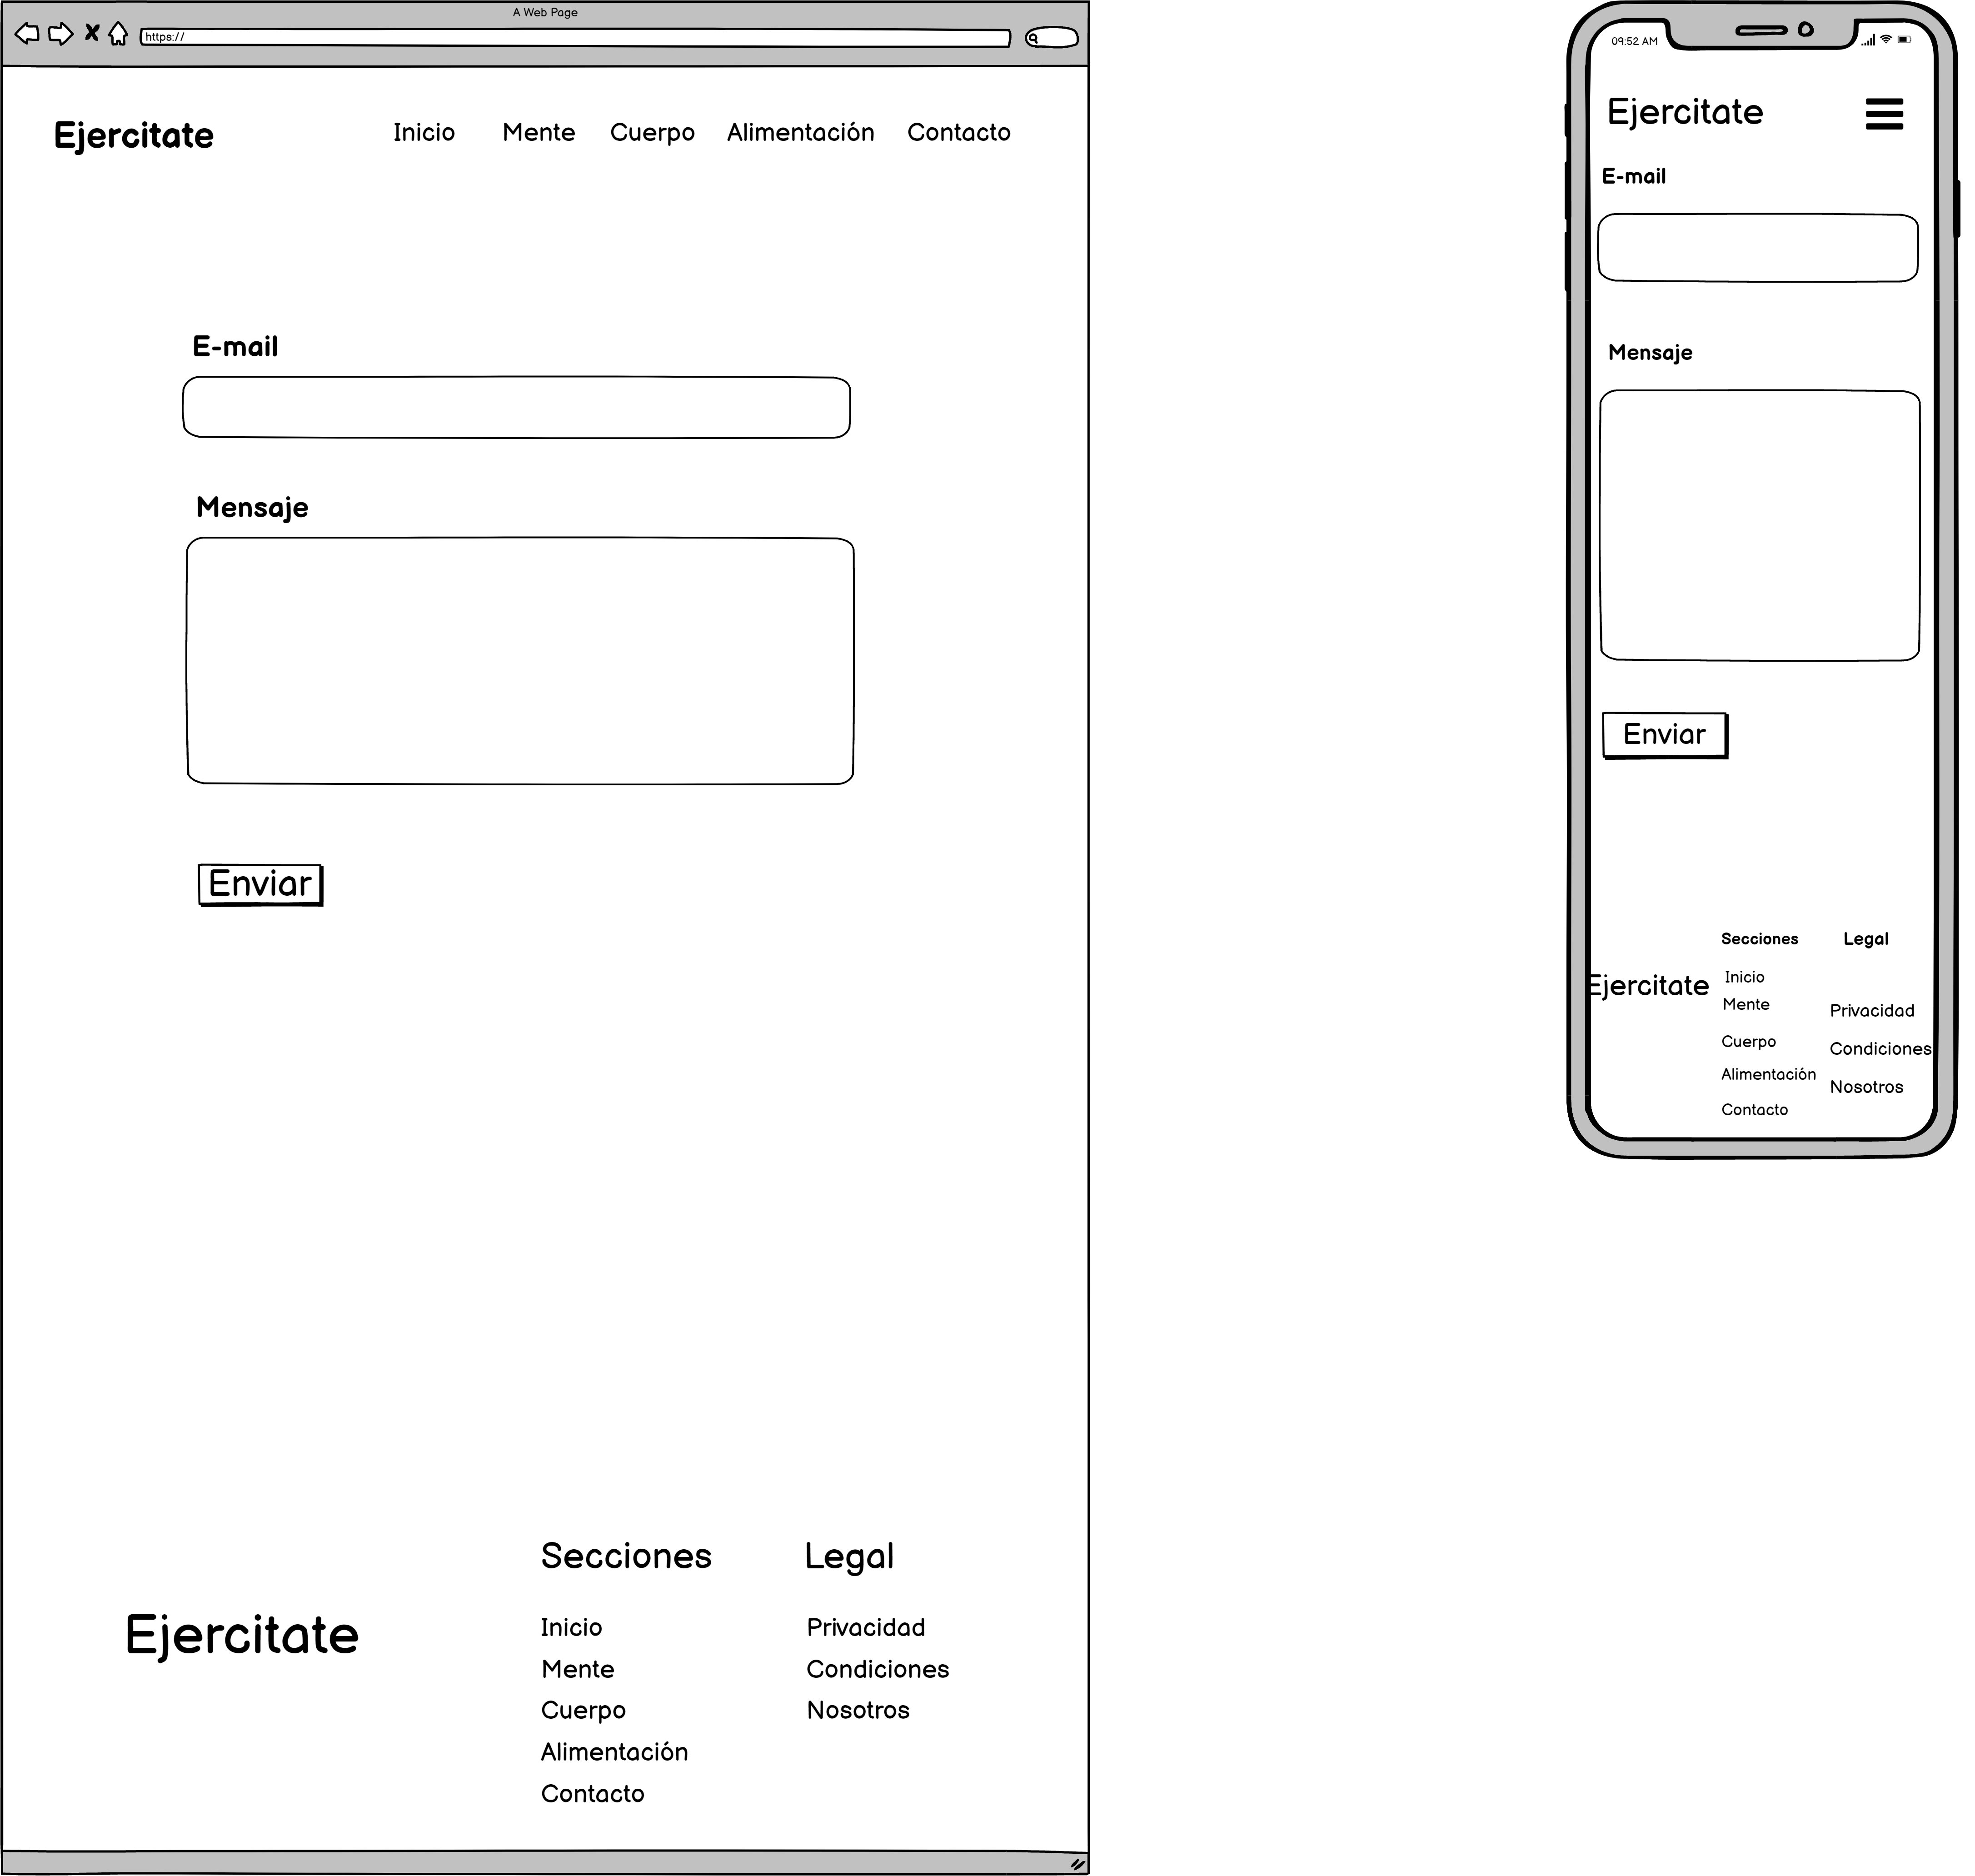 A Web Page
https://
Ejercitate
Inicio Mente Cuerpo Alimentación Contacto
E-mail
Mensaje
Enviar
Ejercitate
Secciones
Inicio
Mente
Cuerpo
Alimentación
Contacto
Legal
Privacidad
Condiciones
Nosotros
09:52 AM
Ejercitate
E-mail
Mensaje
Enviar
Ejercitate
Secciones
Inicio
Mente
Cuerpo
Alimentación
Contacto
Legal
Privacidad
Condiciones
Nosotros